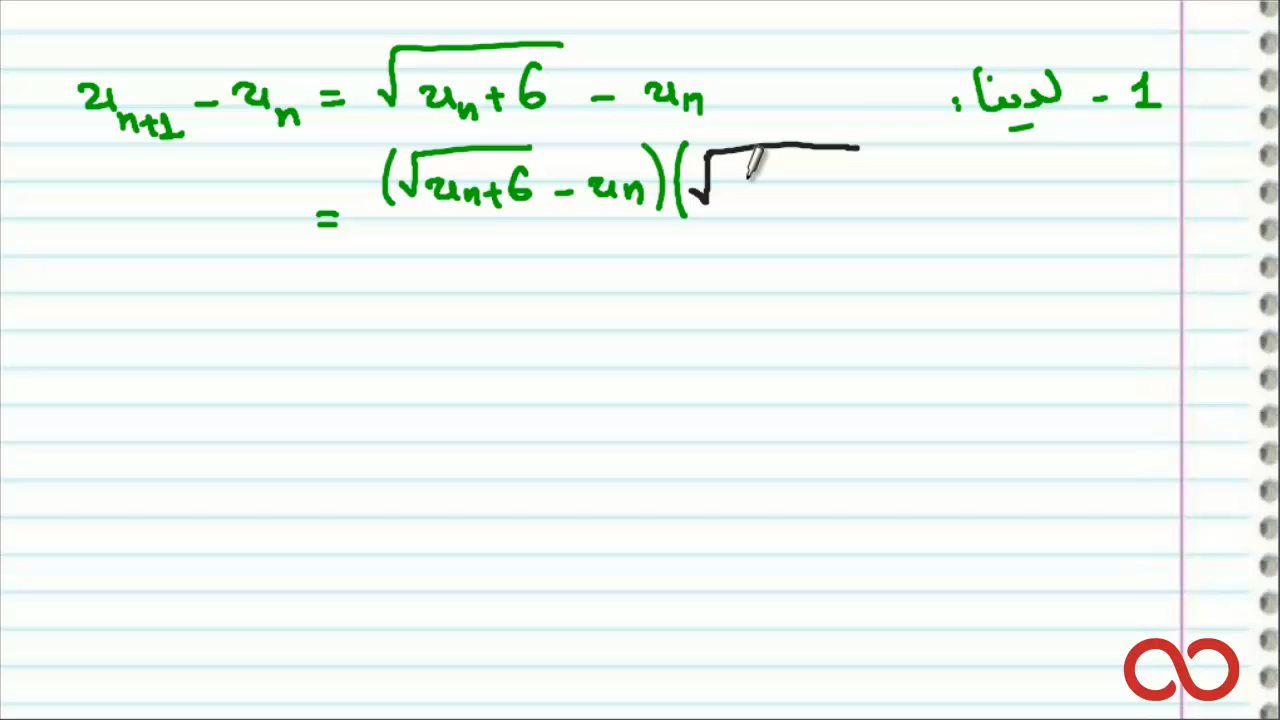 1 - لدينا :
u_{n+1} - u_n = √(u_n+6) - u_n
= (√(u_n+6) - u_n)(√